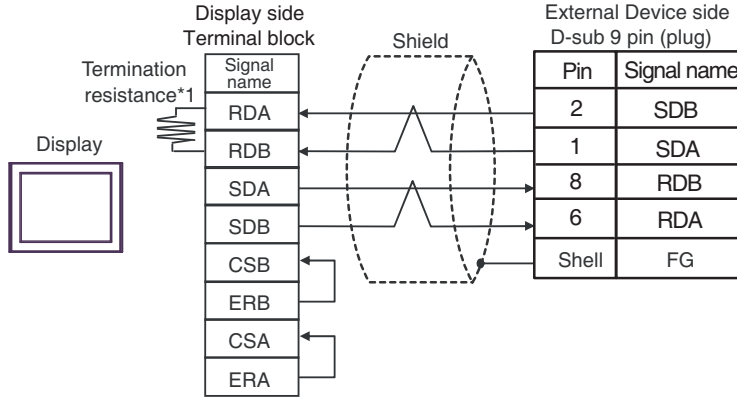 Display side
Terminal block
External Device side
D-sub 9 pin (plug)
Shield
Termination
resistance*1
Display
Signal
name
RDA
RDB
SDA
SDB
CSB
ERB
CSA
ERA
Pin Signal name
2 SDB
1 SDA
8 RDB
6 RDA
Shell FG